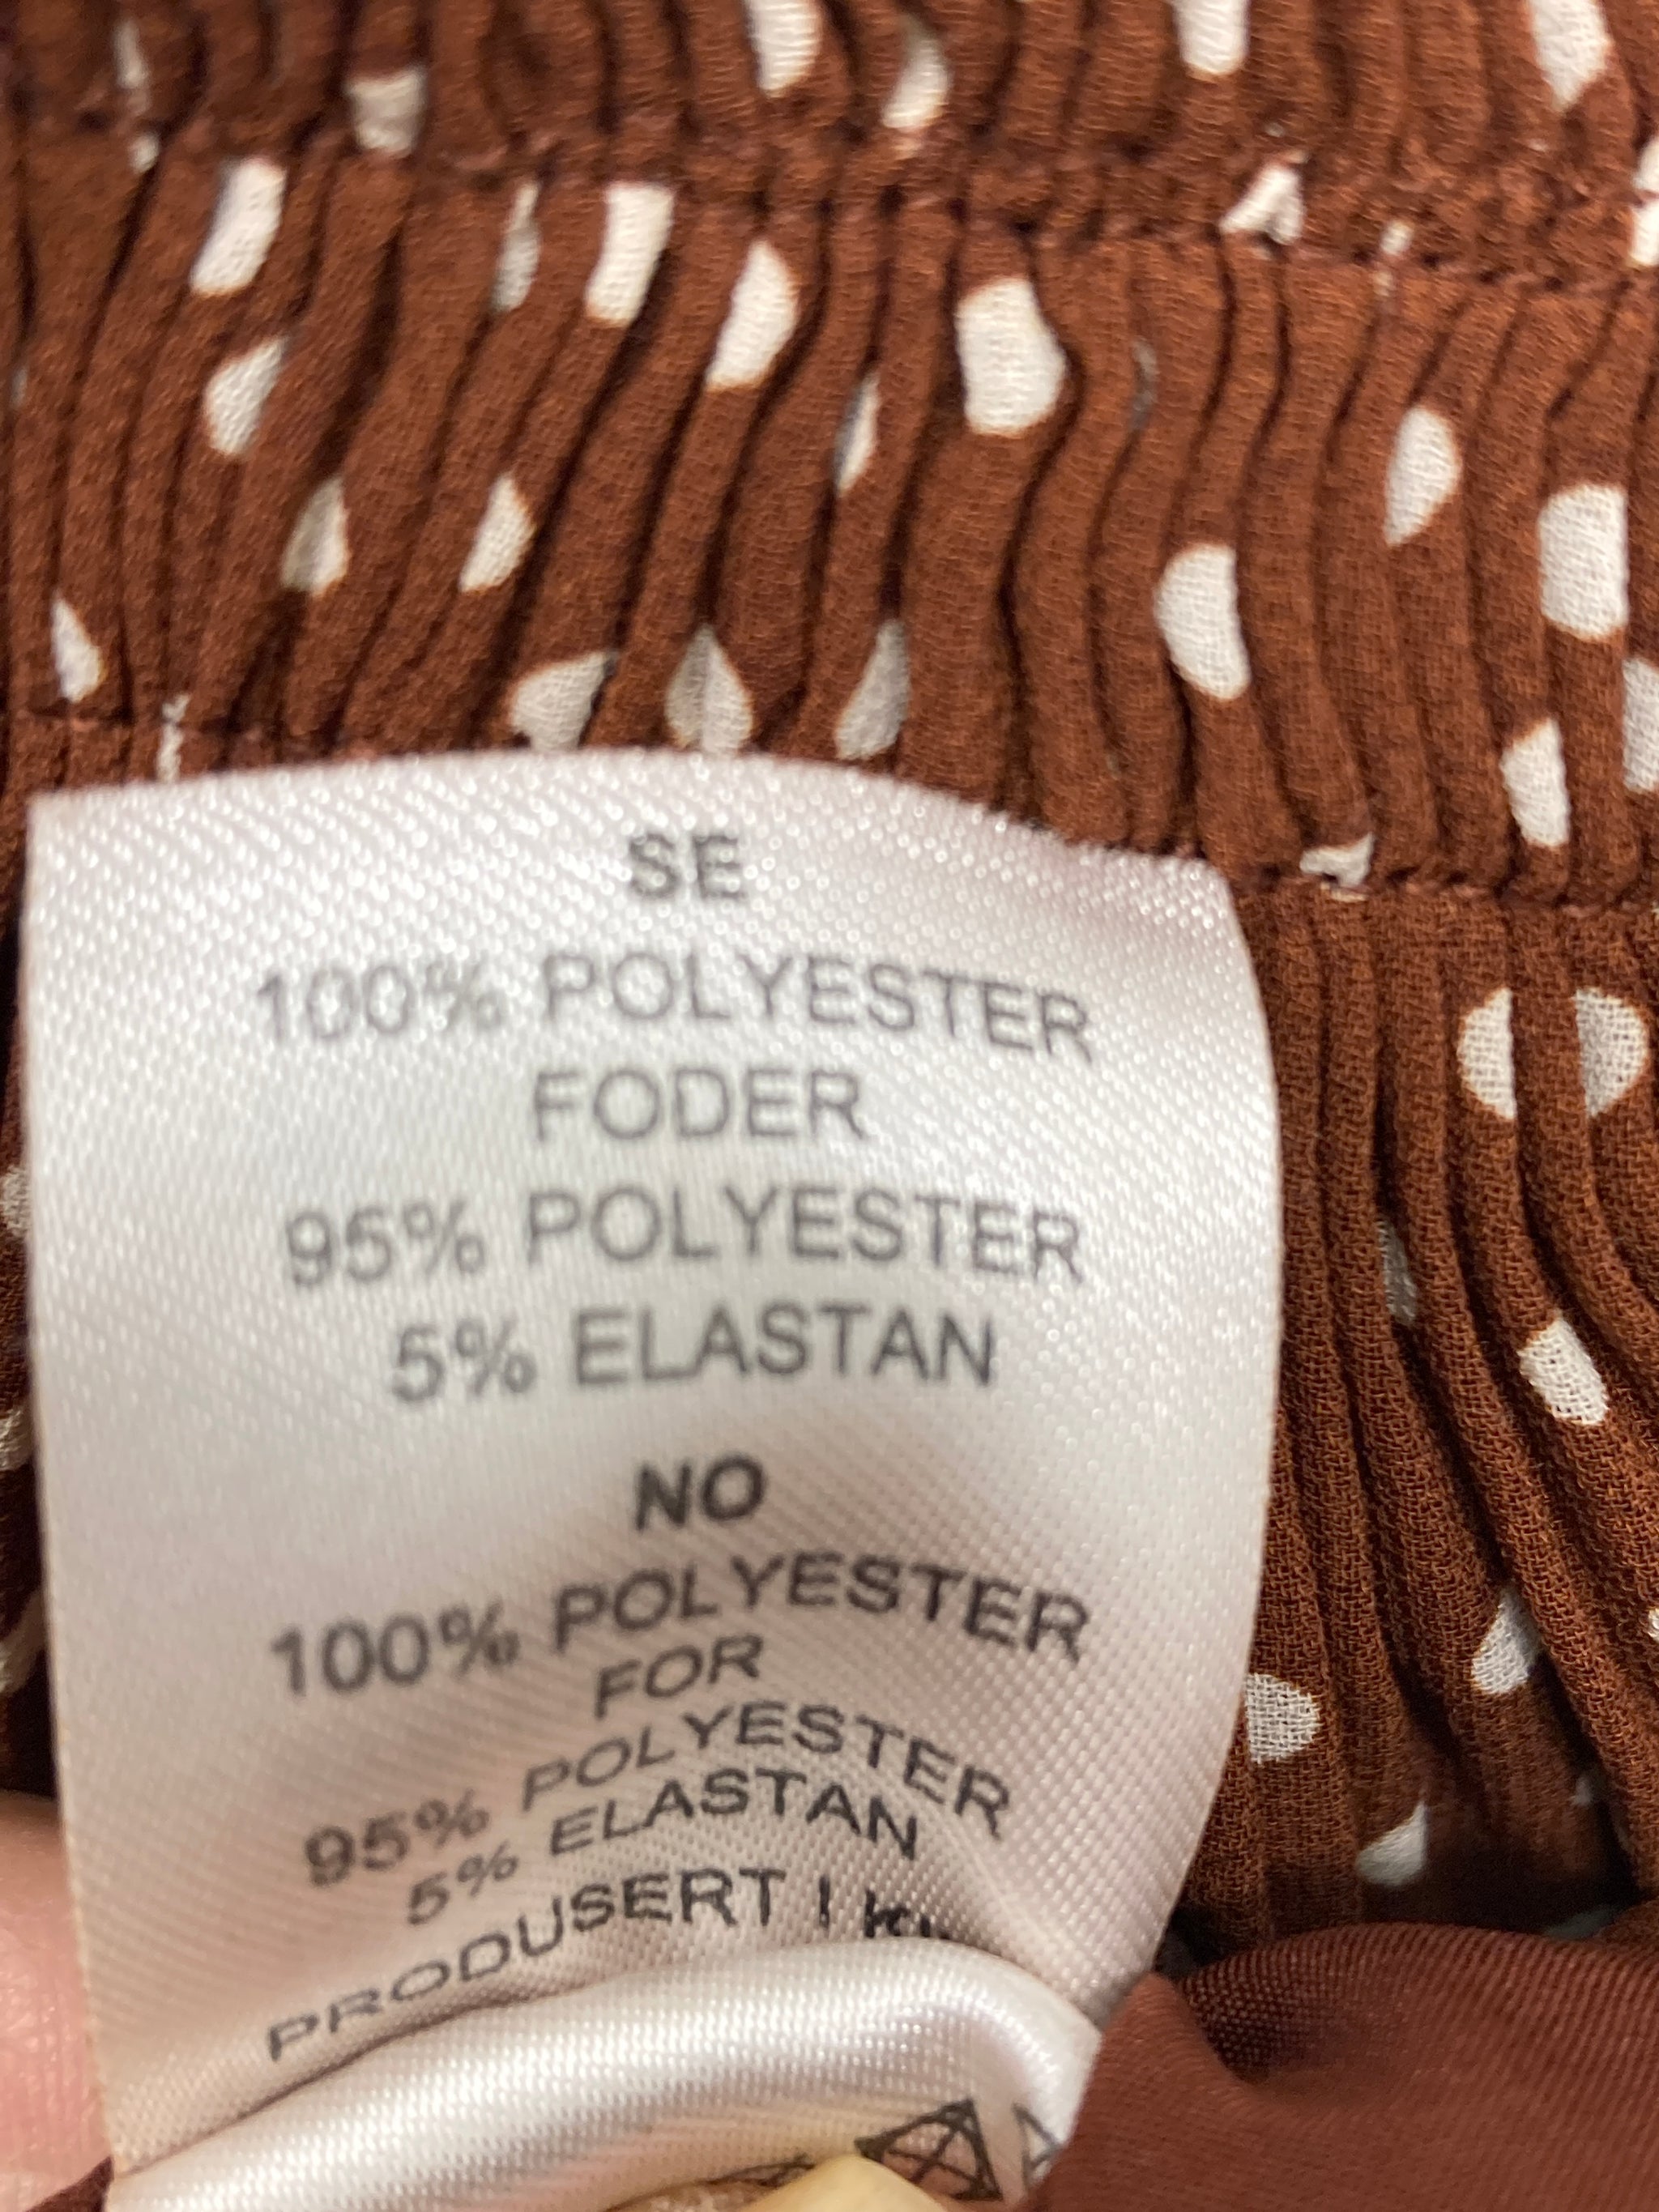 SE
100% POLYESTER
FODER
95% POLYESTER
5% ELASTAN
NO
100% POLYESTER
FOR
95% POLYESTER
5% ELASTAN
PRODUSERT I